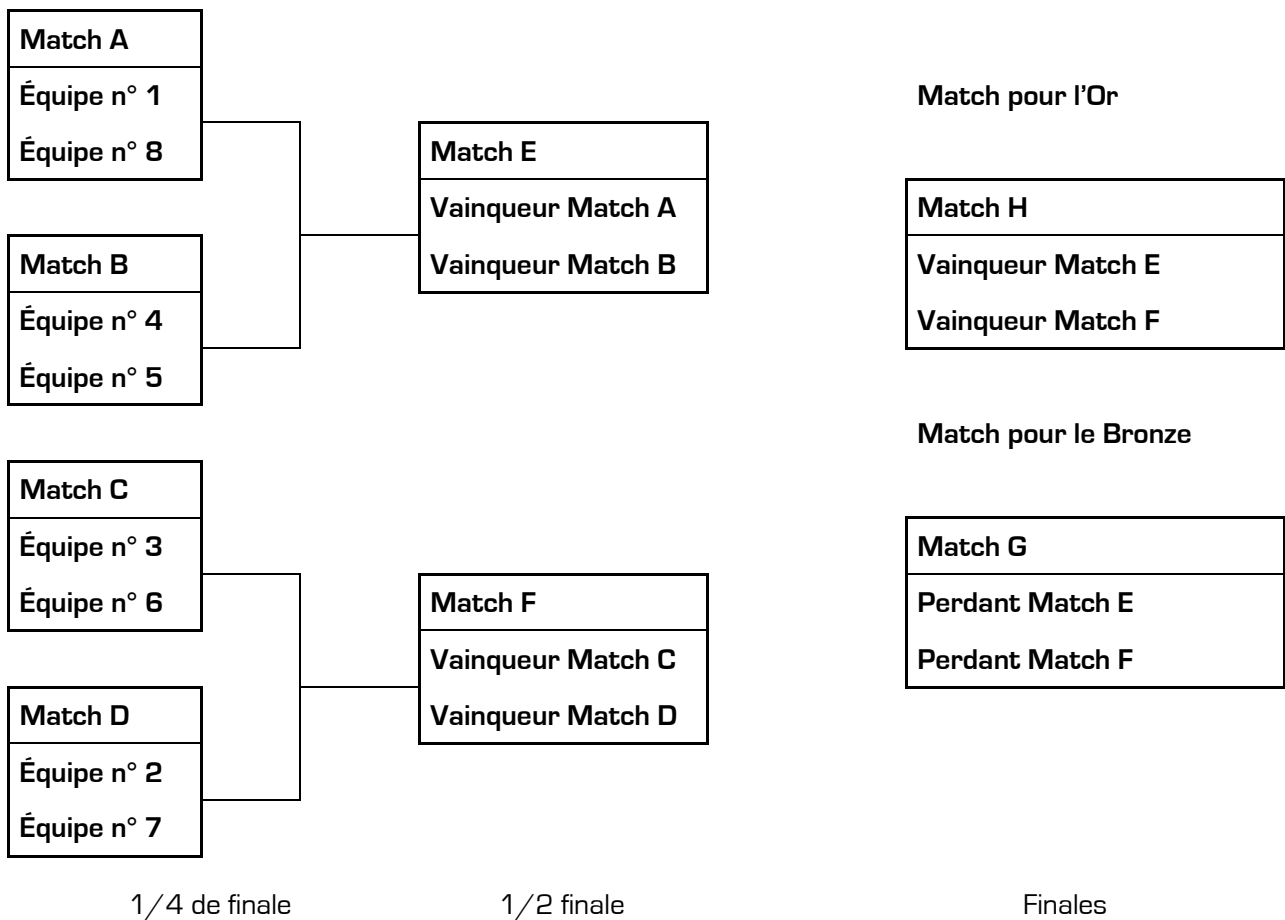 Match A
Équipe n° 1
Équipe n° 8
Match B
Équipe n° 4
Équipe n° 5
Match C
Équipe n° 3
Équipe n° 6
Match D
Équipe n° 2
Équipe n° 7
1/4 de finale
Match E
Vainqueur Match A
Vainqueur Match B
Match F
Vainqueur Match C
Vainqueur Match D
1/2 finale
Match pour l'Or
Match H
Vainqueur Match E
Vainqueur Match F
Match pour le Bronze
Match G
Perdant Match E
Perdant Match F
Finales